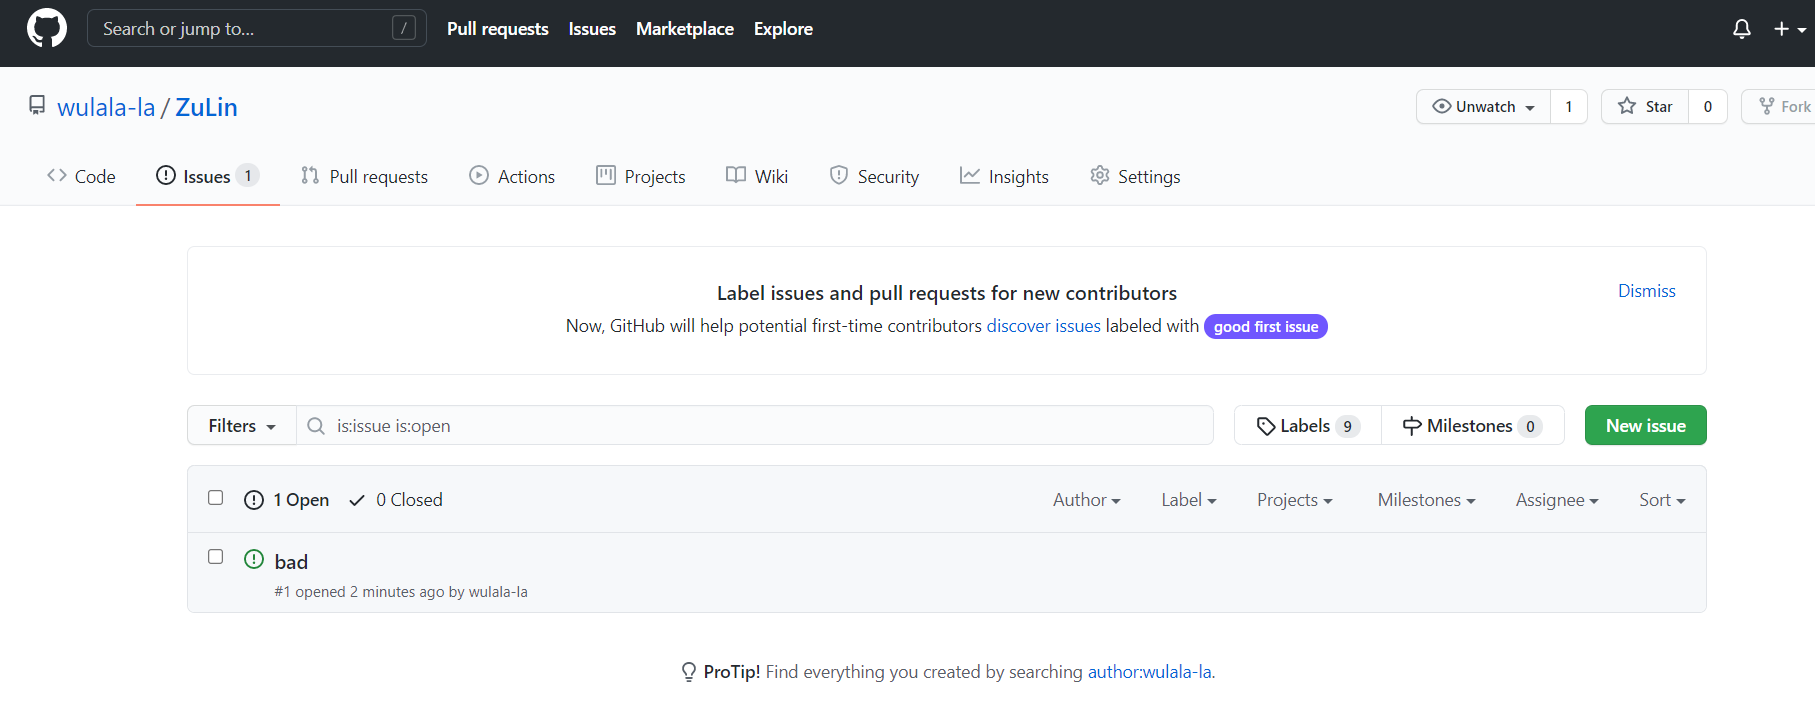 Search or jump to... /
Pull requests Issues Marketplace Explore
wulala-la / ZuLin
Unwatch 1 Star 0 Fork
Code Issues 1 Pull requests Actions Projects Wiki Security Insights Settings
Label issues and pull requests for new contributors
Dismiss
Now, GitHub will help potential first-time contributors discover issues labeled with good first issue
Filters is:issue is:open Labels 9 Milestones 0 New issue
1 Open 0 Closed Author Label Projects Milestones Assignee Sort
bad
#1 opened 2 minutes ago by wulala-la
ProTip! Find everything you created by searching author:wulala-la.